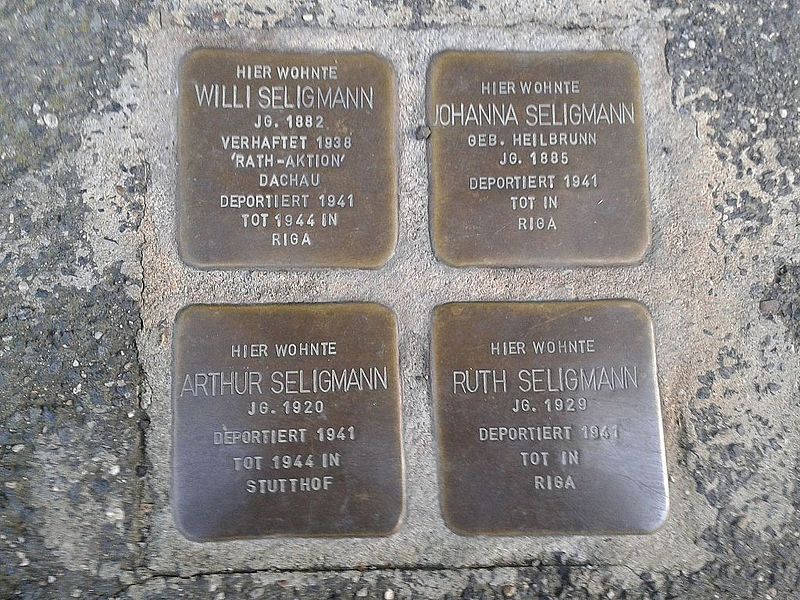 HIER WOHNTE
WILLI SELIGMANN
JG. 1882
VERHAFTET 1938
'RATH-AKTION'
DACHAU
DEPORTIERT 1941
TOT 1944 IN
RIGA
HIER WOHNTE
JOHANNA SELIGMANN
GEB. HEILBRUNN
JG. 1885
DEPORTIERT 1941
TOT IN
RIGA
HIER WOHNTE
ARTHUR SELIGMANN
JG. 1920
DEPORTIERT 1941
TOT 1944 IN
STUTTHOF
HIER WOHNTE
RUTH SELIGMANN
JG. 1929
DEPORTIERT 1941
TOT IN
RIGA